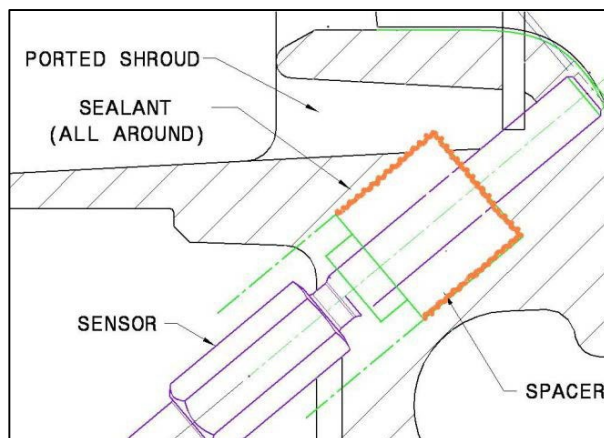 PORTED SHROUD
SEALANT
(ALL AROUND)
SENSOR
SPACER